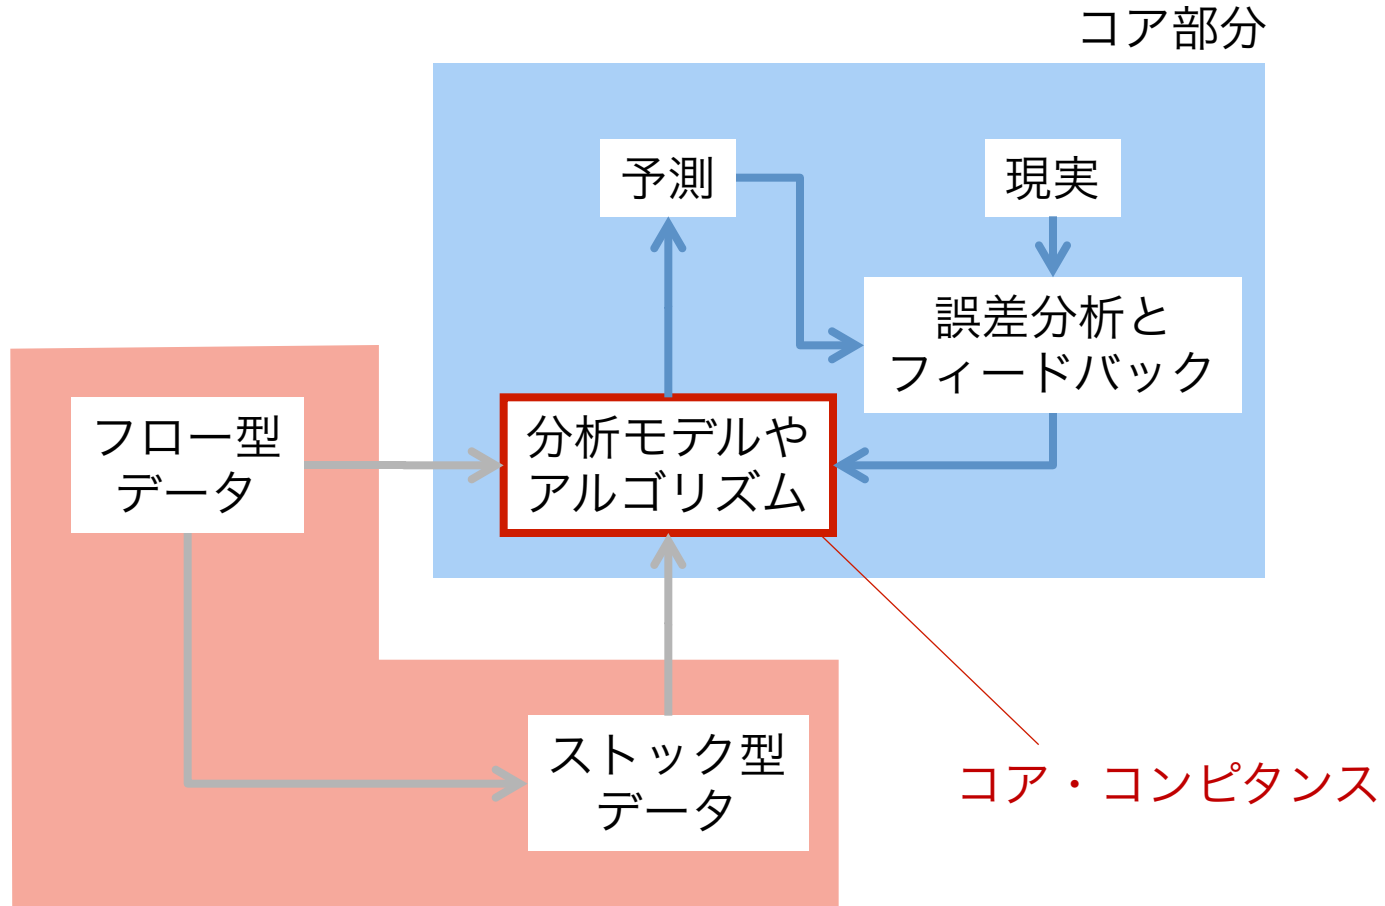 コア部分
予測
現実
誤差分析と
フィードバック
フロー型
データ
分析モデルや
アルゴリズム
ストック型
データ
コア・コンピタンス